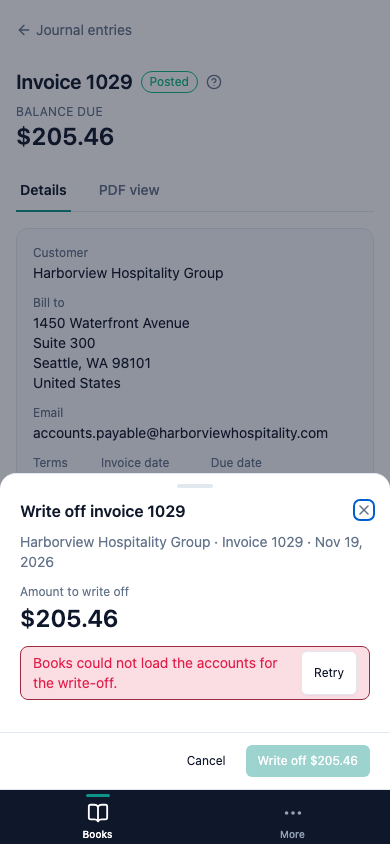 Journal entries
Invoice 1029 Posted
BALANCE DUE
$205.46
Details PDF view
Customer
Harborview Hospitality Group
Bill to
1450 Waterfront Avenue
Suite 300
Seattle, WA 98101
United States
Email
accounts.payable@harborviewhospitality.com
Terms Invoice date Due date
Write off invoice 1029
Harborview Hospitality Group · Invoice 1029 · Nov 19,
2026
Amount to write off
$205.46
Books could not load the accounts for
the write-off.
Retry
Cancel Write off $205.46
Books More